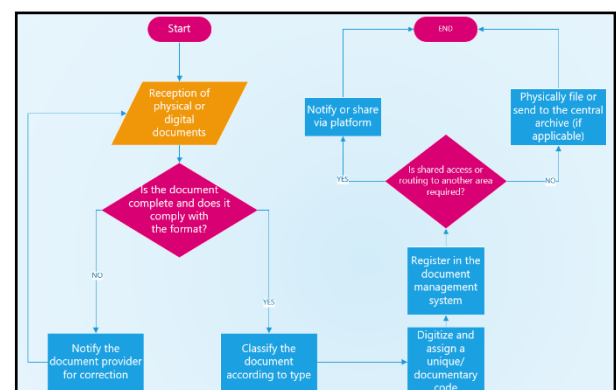 Start
Reception of
physical or
digital
documents
Is the document
complete and does it
comply with
the format?
NO
YES
Notify the
document provider
for correction
Classify the
document
according to type
Digitize and
assign a
unique/
documentary
code
Register in the
document
management
system
Is shared access or
routing to another area
required?
YES
NO
Notify or share
via platform
Physically file or
send to the central
archive (if
applicable)
END